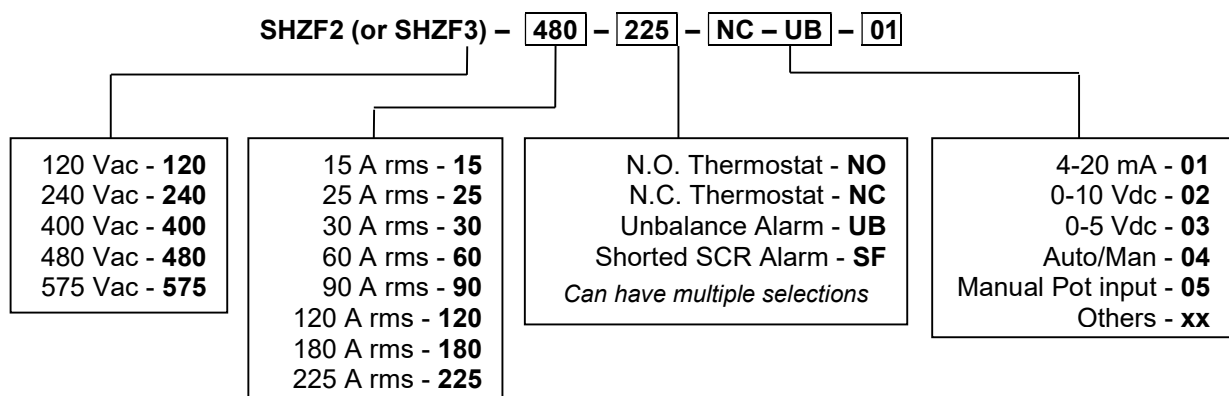 SHZF2 (or SHZF3) – 480 – 225 – NC – UB – 01
120 Vac - 120
240 Vac - 240
400 Vac - 400
480 Vac - 480
575 Vac - 575
15 A rms - 15
25 A rms - 25
30 A rms - 30
60 A rms - 60
90 A rms - 90
120 A rms - 120
180 A rms - 180
225 A rms - 225
N.O. Thermostat - NO
N.C. Thermostat - NC
Unbalance Alarm - UB
Shorted SCR Alarm - SF
Can have multiple selections
4-20 mA - 01
0-10 Vdc - 02
0-5 Vdc - 03
Auto/Man - 04
Manual Pot input - 05
Others - xx